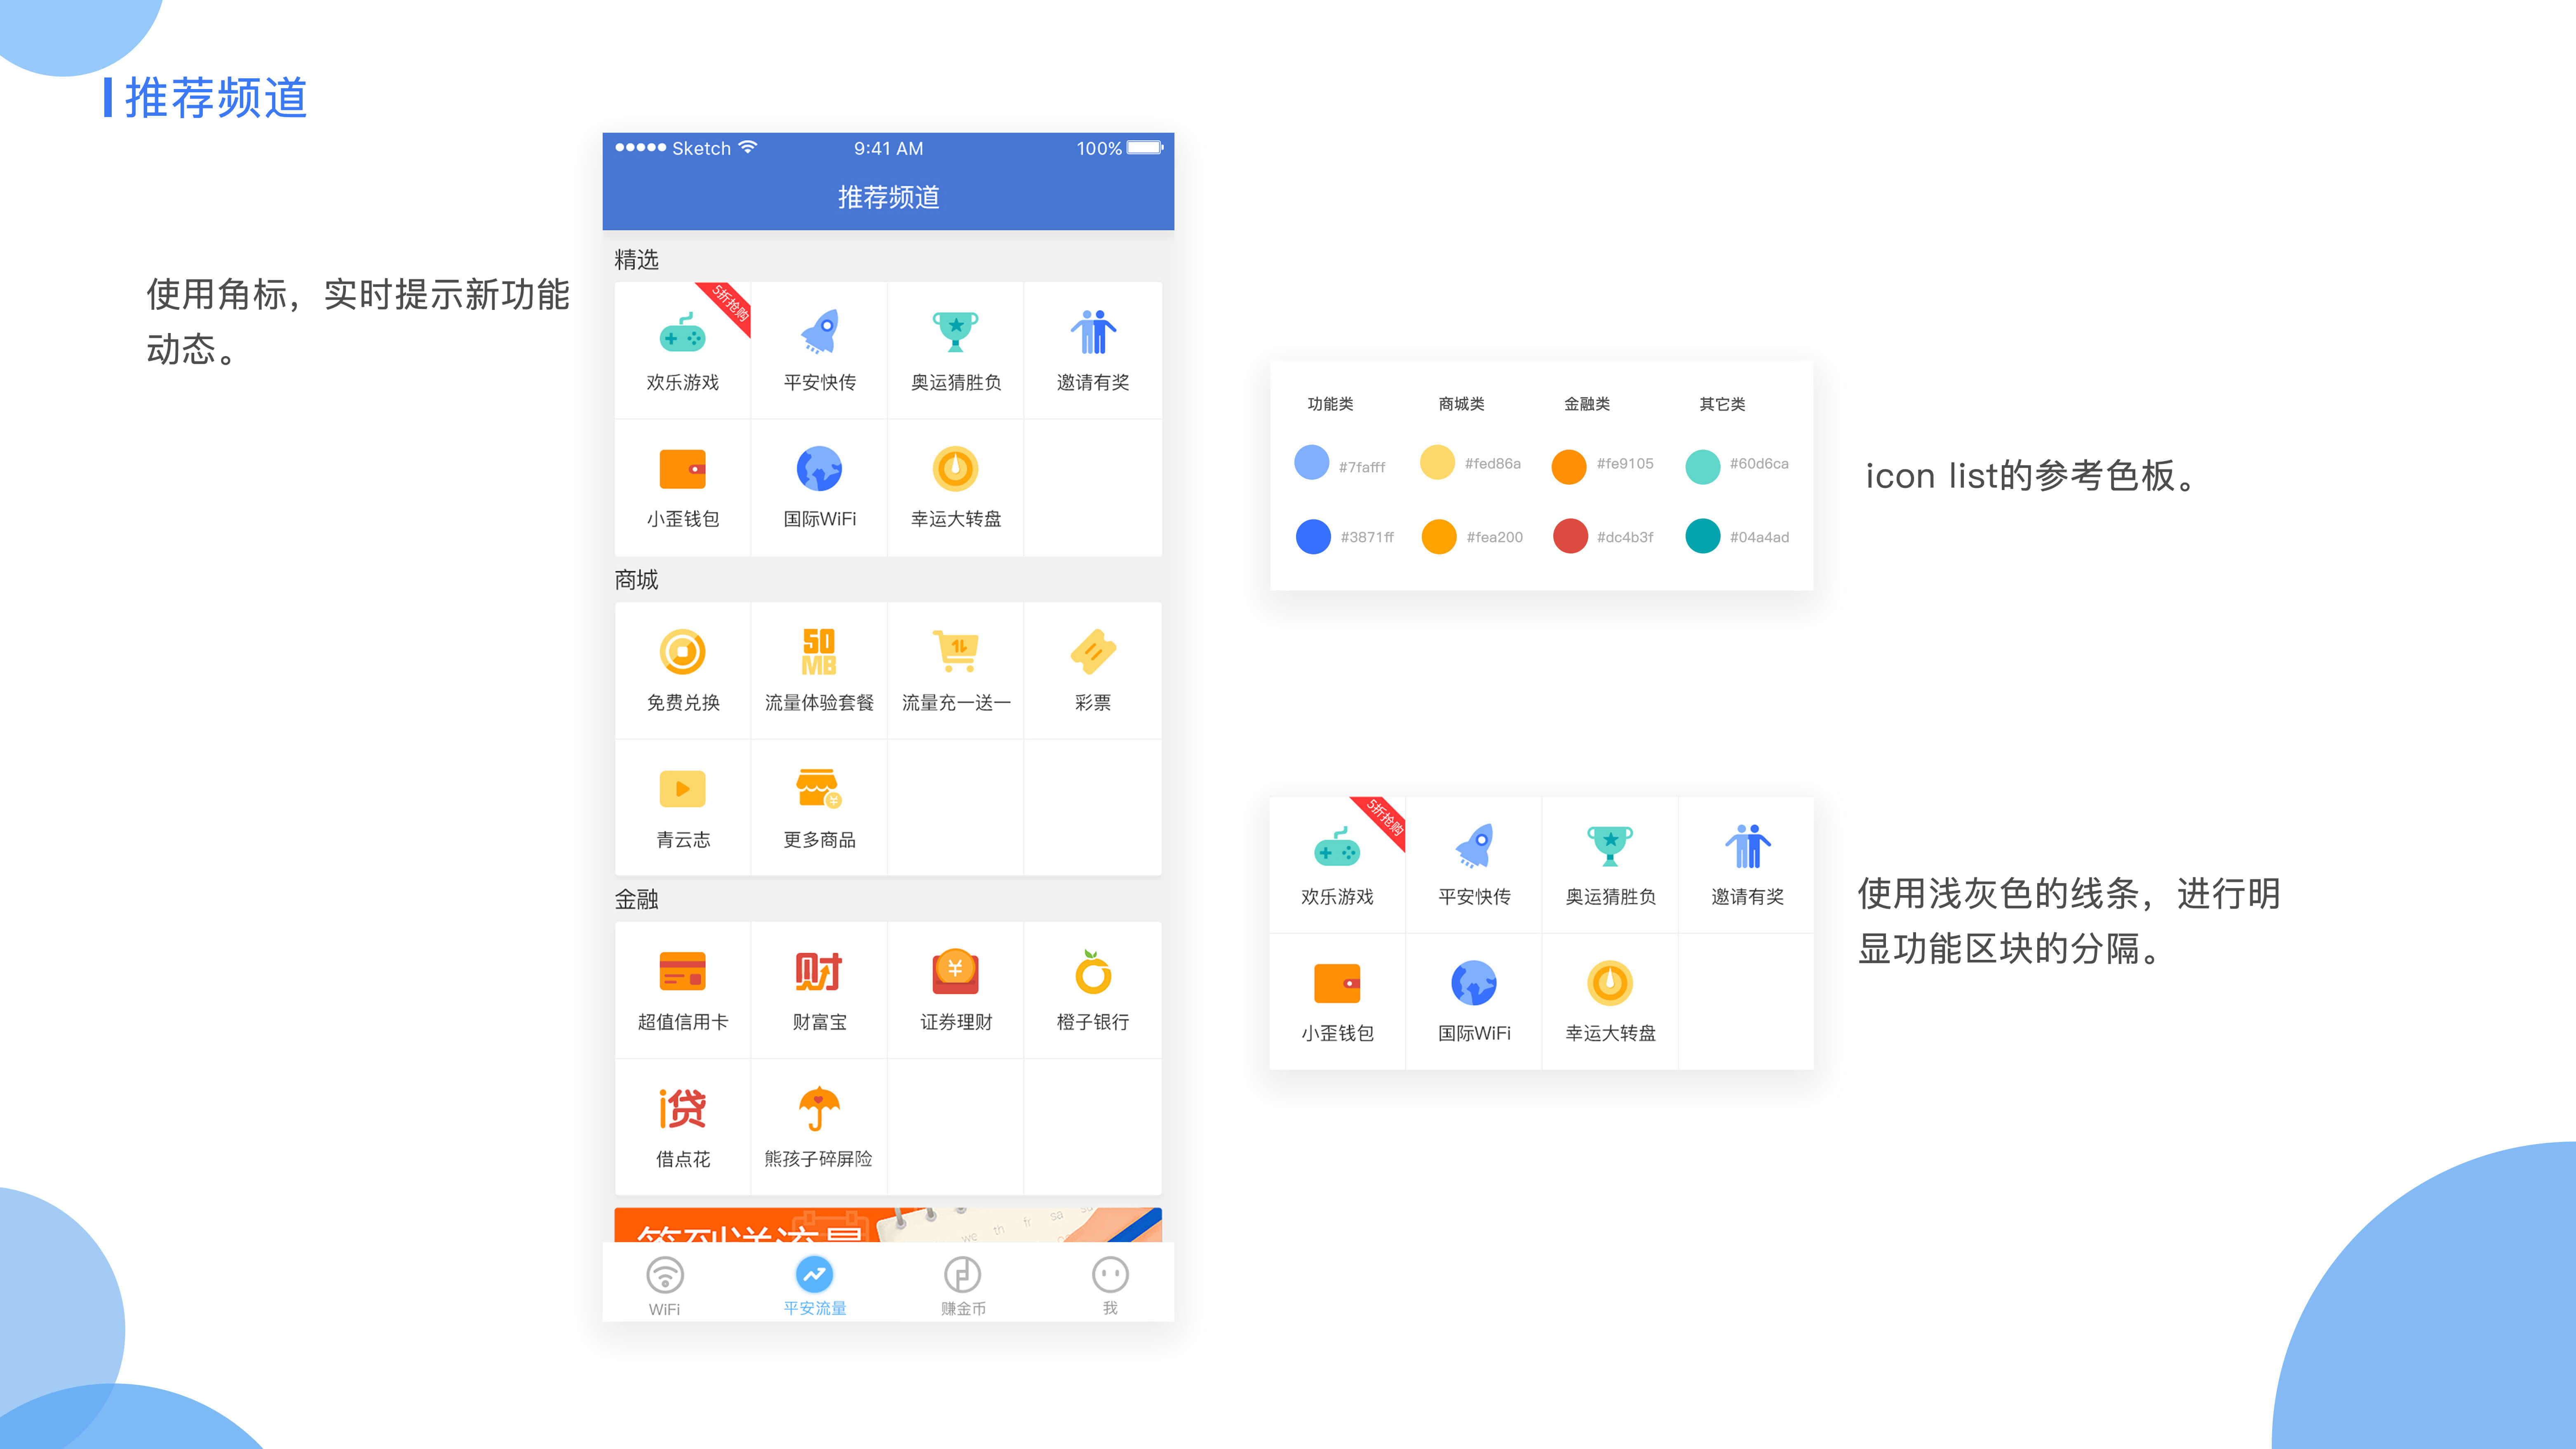 推荐频道
使用角标，实时提示新功能
动态。
Sketch 9:41 AM 100%
推荐频道
精选
5折抢购
欢乐游戏 平安快传 奥运猜胜负 邀请有奖
小歪钱包 国际WiFi 幸运大转盘
商城
50
MB
免费兑换 流量体验套餐 流量充一送一 彩票
青云志 更多商品
金融
财
¥
超值信用卡 财富宝 证券理财 橙子银行
i贷
借点花 熊孩子碎屏险
签到送流量
we th fr sa su
WiFi 平安流量 赚金币 我
功能类 商城类 金融类 其它类
#7fafff #fed86a #fe9105 #60d6ca
#3871ff #fea200 #dc4b3f #04a4ad
icon list的参考色板。
5折抢购
欢乐游戏 平安快传 奥运猜胜负 邀请有奖
小歪钱包 国际WiFi 幸运大转盘
使用浅灰色的线条，进行明
显功能区块的分隔。